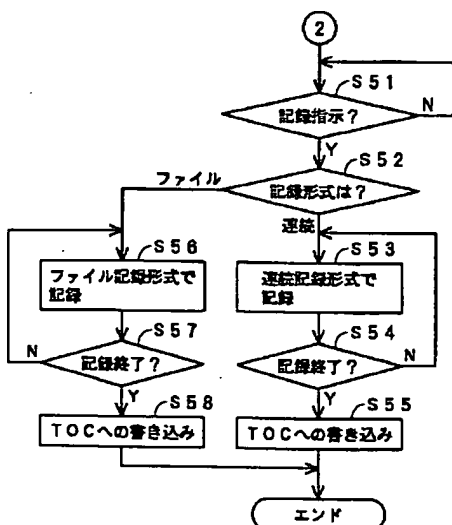 2
S51
記録指示?
N
Y
S52
ファイル
記録形式は?
連続
S56
S53
ファイル記録形式で
記録
連続記録形式で
記録
S57
S54
N
記録終了?
記録終了?
N
Y
Y
S58
S55
TOCへの書き込み
TOCへの書き込み
エンド